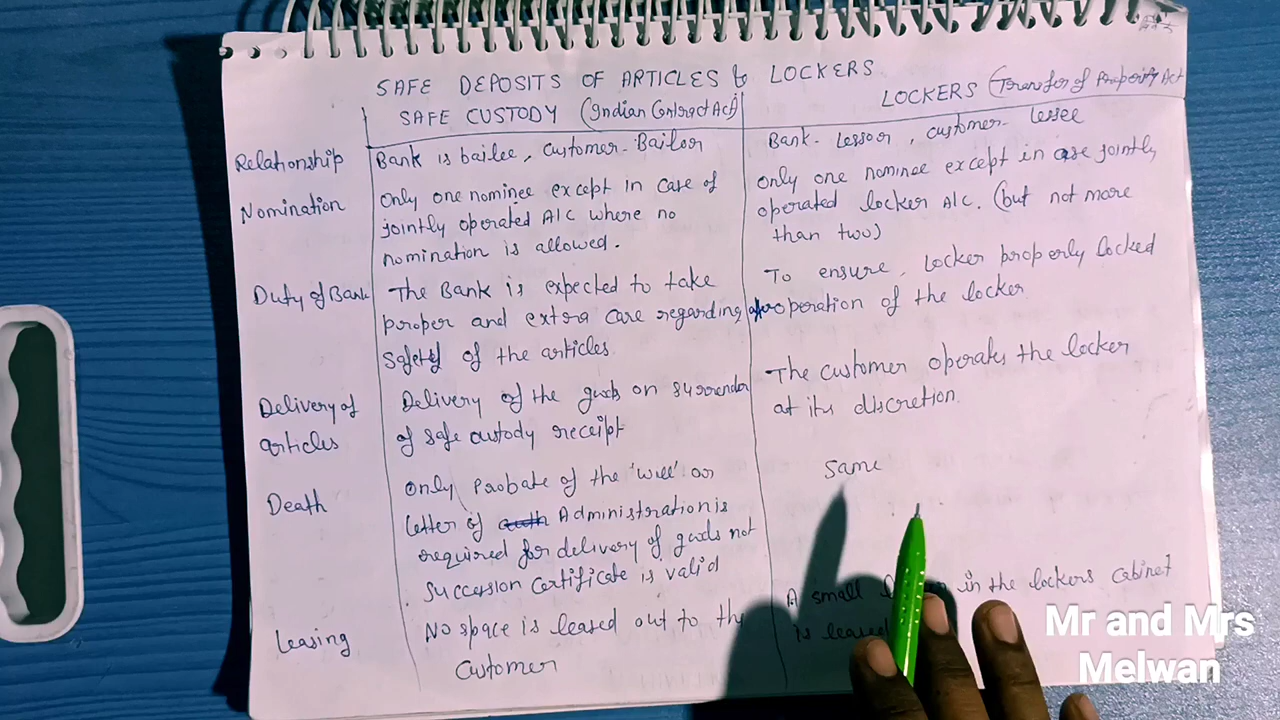 SAFE DEPOSITS OF ARTICLES & LOCKERS
SAFE CUSTODY (Indian Contract Act)
LOCKERS (Transfer of Property Act
Relationship
Bank is bailee, Customer-Bailor
Bank-Lessor, customer-lessee
Nomination
Only one nominee except in case of
jointly operated A/C where no
nomination is allowed.
only one nominee except in case jointly
operated locker A/C. (but not more
than two)
Duty of Bank
The Bank is expected to take
proper and extra care regarding
safety of the articles.
To ensure, Locker properly locked
operation of the locker
Delivery of
articles
Delivery of the goods on surrender
of safe custody receipt
The customer operates the locker
at its discretion.
Death
Only Probate of the 'will' or
letter of Administration is
required for delivery of goods not
Succession certificate is valid
Same
Leasing
No space is leased out to the
Customer
A small in the lockers cabinet
is leased
Mr and Mrs
Melwan